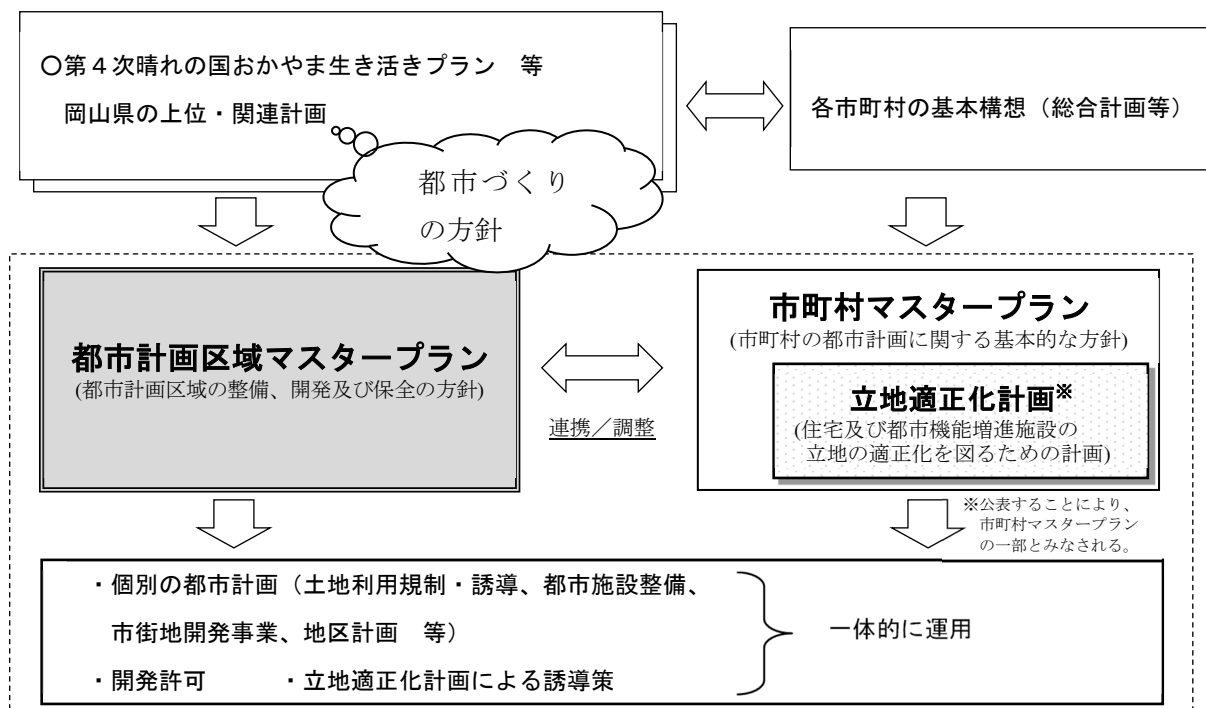 〇第４次晴れの国おかやま生き活きプラン　等
岡山県の上位・関連計画
各市町村の基本構想（総合計画等）
都市づくり
の方針
都市計画区域マスタープラン
(都市計画区域の整備、開発及び保全の方針)
連携／調整
市町村マスタープラン
(市町村の都市計画に関する基本的な方針)
立地適正化計画※
(住宅及び都市機能増進施設の
立地の適正化を図るための計画)
※公表することにより、
市町村マスタープラン
の一部とみなされる。
・個別の都市計画（土地利用規制・誘導、都市施設整備、
市街地開発事業、地区計画　等）
・開発許可　　　・立地適正化計画による誘導策
一体的に運用